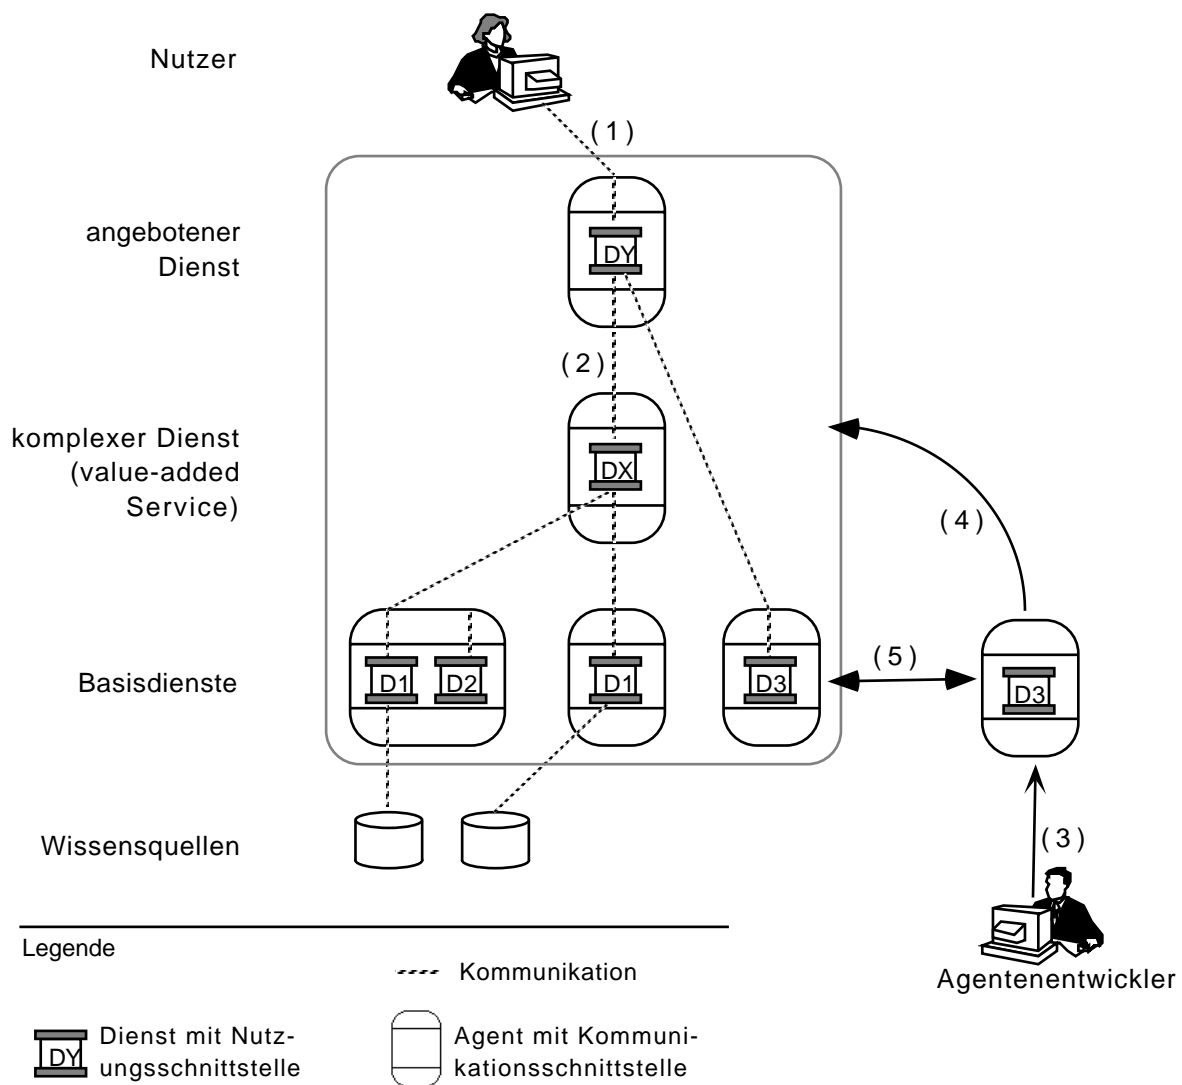 Nutzer
(1)
angebotener
Dienst
DY
(2)
komplexer Dienst
(value-added
Service)
DX
(4)
Basisdienste
D1
D2
D1
D3
(5)
D3
Wissensquellen
(3)
Agentenentwickler
Legende
Kommunikation
DY
Dienst mit Nutz-
ungsschnittstelle
Agent mit Kommuni-
kationsschnittstelle